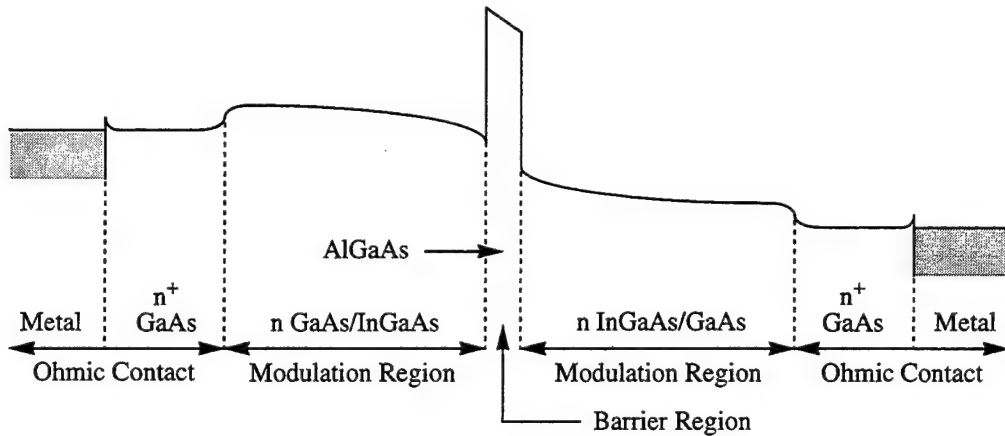 AlGaAs
n+
GaAs
n+
GaAs
Metal
n GaAs/InGaAs
n InGaAs/GaAs
Metal
Ohmic Contact
Modulation Region
Modulation Region
Ohmic Contact
Barrier Region